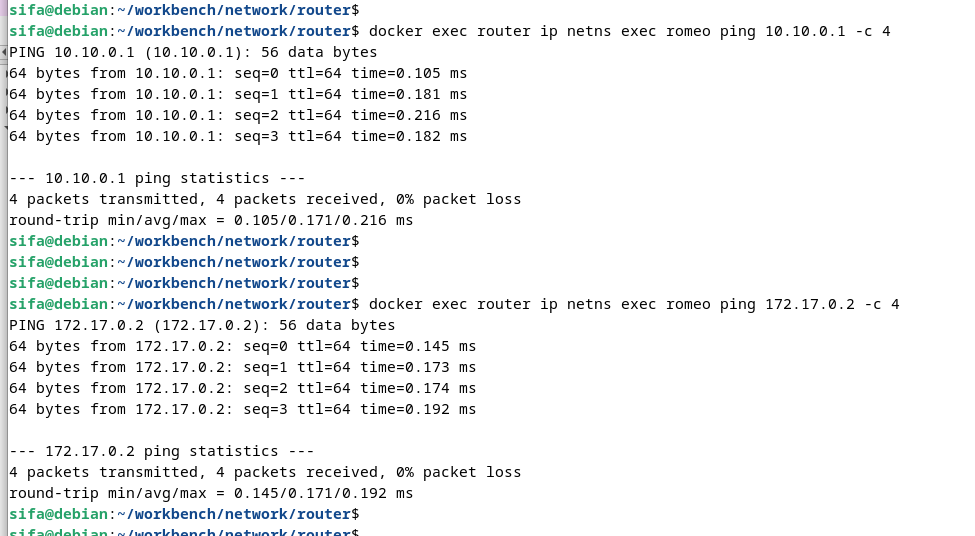 sifa@debian:~/workbench/network/router$
sifa@debian:~/workbench/network/router$ docker exec router ip netns exec romeo ping 10.10.0.1 -c 4
PING 10.10.0.1 (10.10.0.1): 56 data bytes
64 bytes from 10.10.0.1: seq=0 ttl=64 time=0.105 ms
64 bytes from 10.10.0.1: seq=1 ttl=64 time=0.181 ms
64 bytes from 10.10.0.1: seq=2 ttl=64 time=0.216 ms
64 bytes from 10.10.0.1: seq=3 ttl=64 time=0.182 ms
--- 10.10.0.1 ping statistics ---
4 packets transmitted, 4 packets received, 0% packet loss
round-trip min/avg/max = 0.105/0.171/0.216 ms
sifa@debian:~/workbench/network/router$
sifa@debian:~/workbench/network/router$
sifa@debian:~/workbench/network/router$
sifa@debian:~/workbench/network/router$ docker exec router ip netns exec romeo ping 172.17.0.2 -c 4
PING 172.17.0.2 (172.17.0.2): 56 data bytes
64 bytes from 172.17.0.2: seq=0 ttl=64 time=0.145 ms
64 bytes from 172.17.0.2: seq=1 ttl=64 time=0.173 ms
64 bytes from 172.17.0.2: seq=2 ttl=64 time=0.174 ms
64 bytes from 172.17.0.2: seq=3 ttl=64 time=0.192 ms
--- 172.17.0.2 ping statistics ---
4 packets transmitted, 4 packets received, 0% packet loss
round-trip min/avg/max = 0.145/0.171/0.192 ms
sifa@debian:~/workbench/network/router$
sifa@debian:~/workbench/network/router$